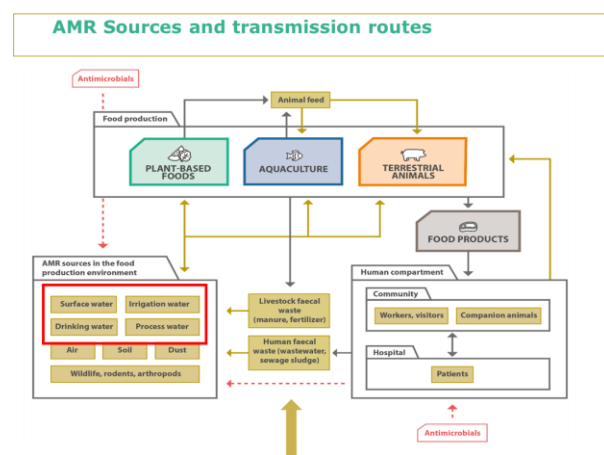 AMR Sources and transmission routes
Antimicrobials
Animal feed
Food production
PLANT-BASED
FOODS
AQUACULTURE
TERRESTRIAL
ANIMALS
FOOD PRODUCTS
AMR sources in the food
production environment
Surface water
Irrigation water
Drinking water
Process water
Air
Soil
Dust
Wildlife, rodents, arthropods
Livestock faecal
waste
(manure, fertilizer)
Human faecal
waste (wastewater,
sewage sludge)
Human compartment
Community
Workers, visitors
Companion animals
Hospital
Patients
Antimicrobials